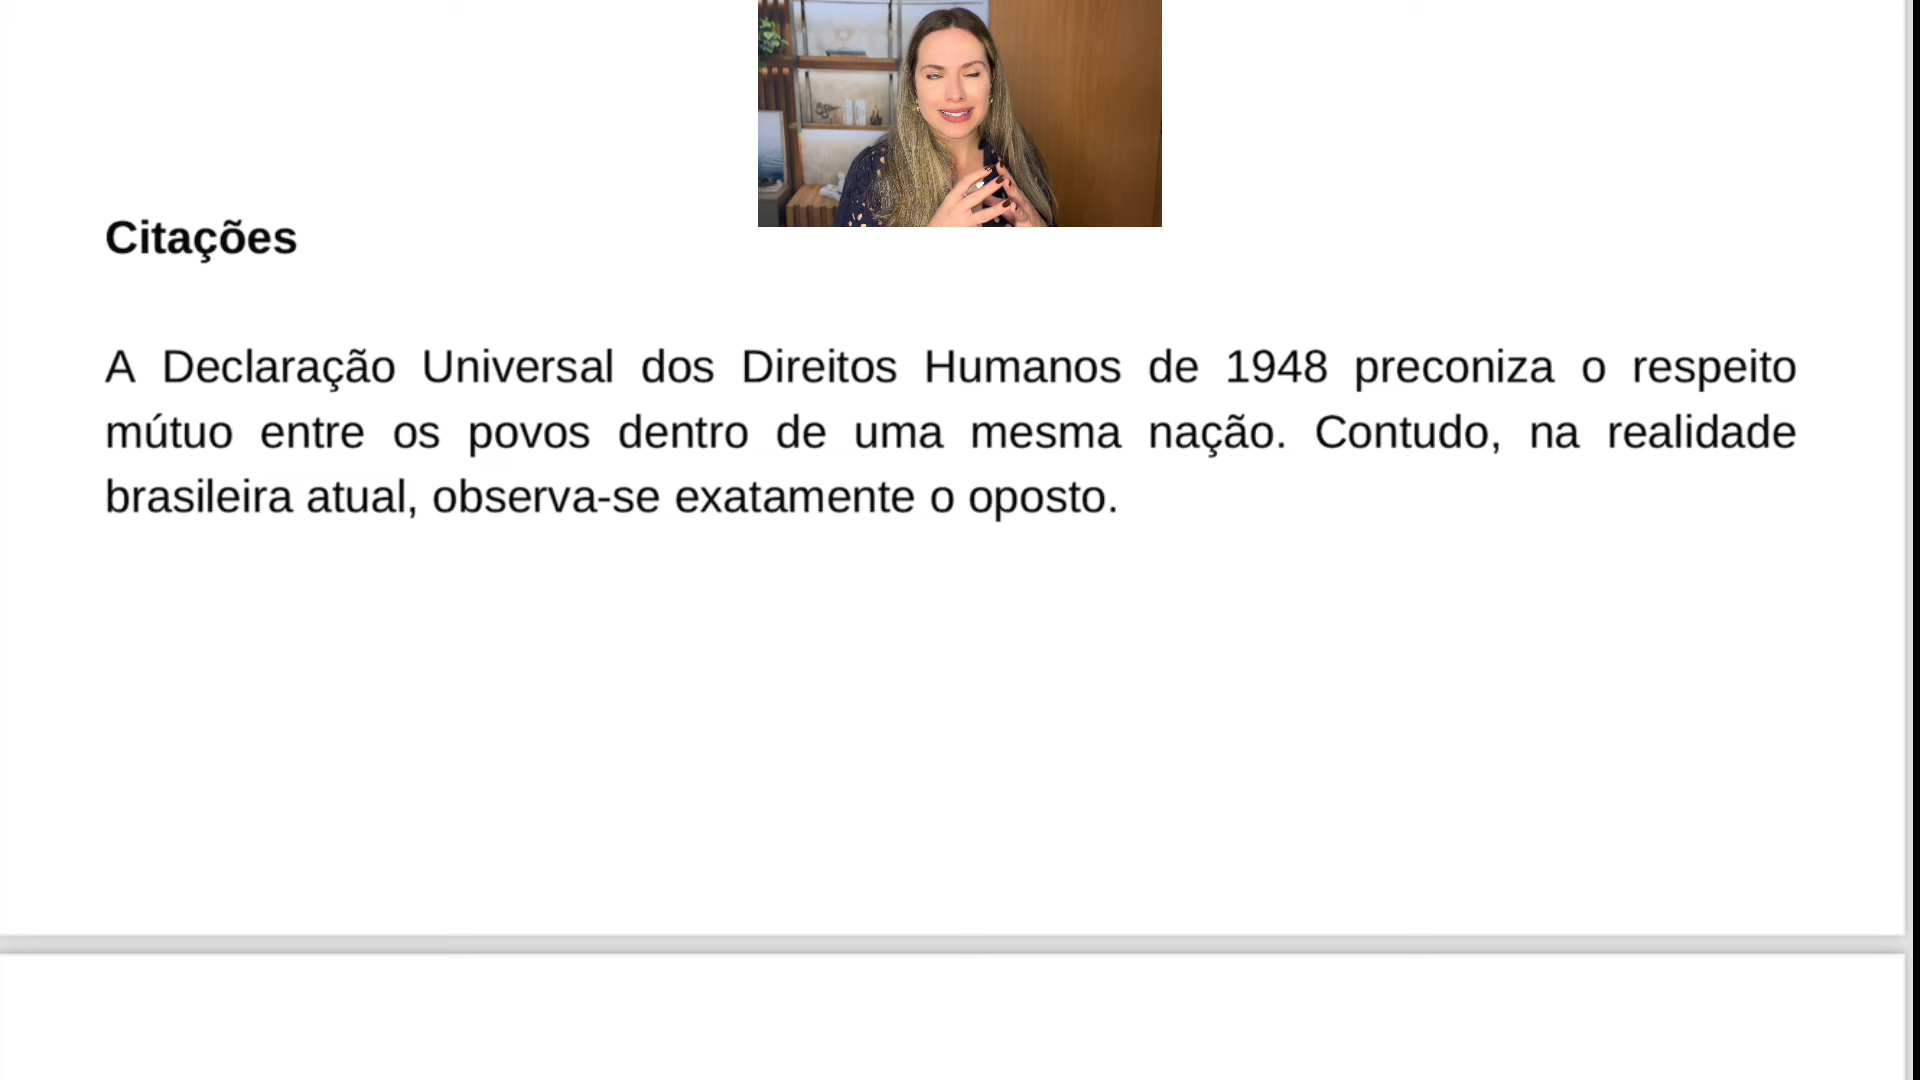 Citações
A Declaração Universal dos Direitos Humanos de 1948 preconiza o respeito
mútuo entre os povos dentro de uma mesma nação. Contudo, na realidade
brasileira atual, observa-se exatamente o oposto.